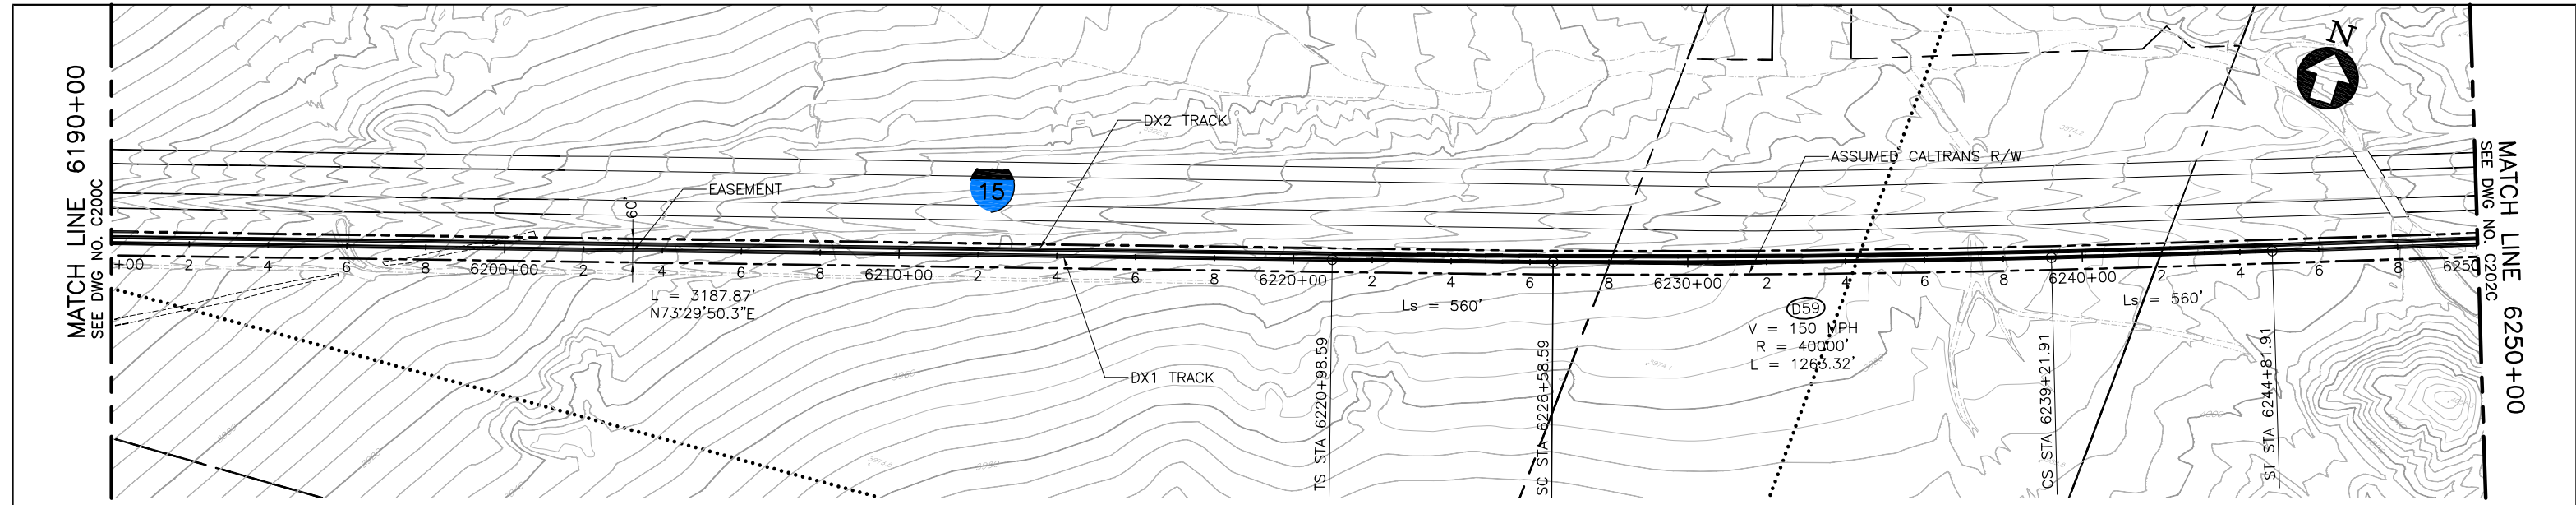 MATCH LINE 6190+00
SEE DWG NO. C200C
N
DX2 TRACK
ASSUMED CALTRANS R/W
EASEMENT
60'
15
+00 2 4 6 8 6200+00 2 4 6 8 6210+00 2 4 6 8 6220+00 2 4 6 8 6230+00 2 4 6 8 6240+00 2 4 6 8 6250
L = 3187.87'
N73°29'50.3"E
Ls = 560'
D59
V = 150 MPH
R = 40000'
L = 1263.32'
Ls = 560'
DX1 TRACK
TS STA 6220+98.59
SC STA 6226+58.59
CS STA 6239+21.91
ST STA 6244+81.91
MATCH LINE 6250+00
SEE DWG NO. C202C